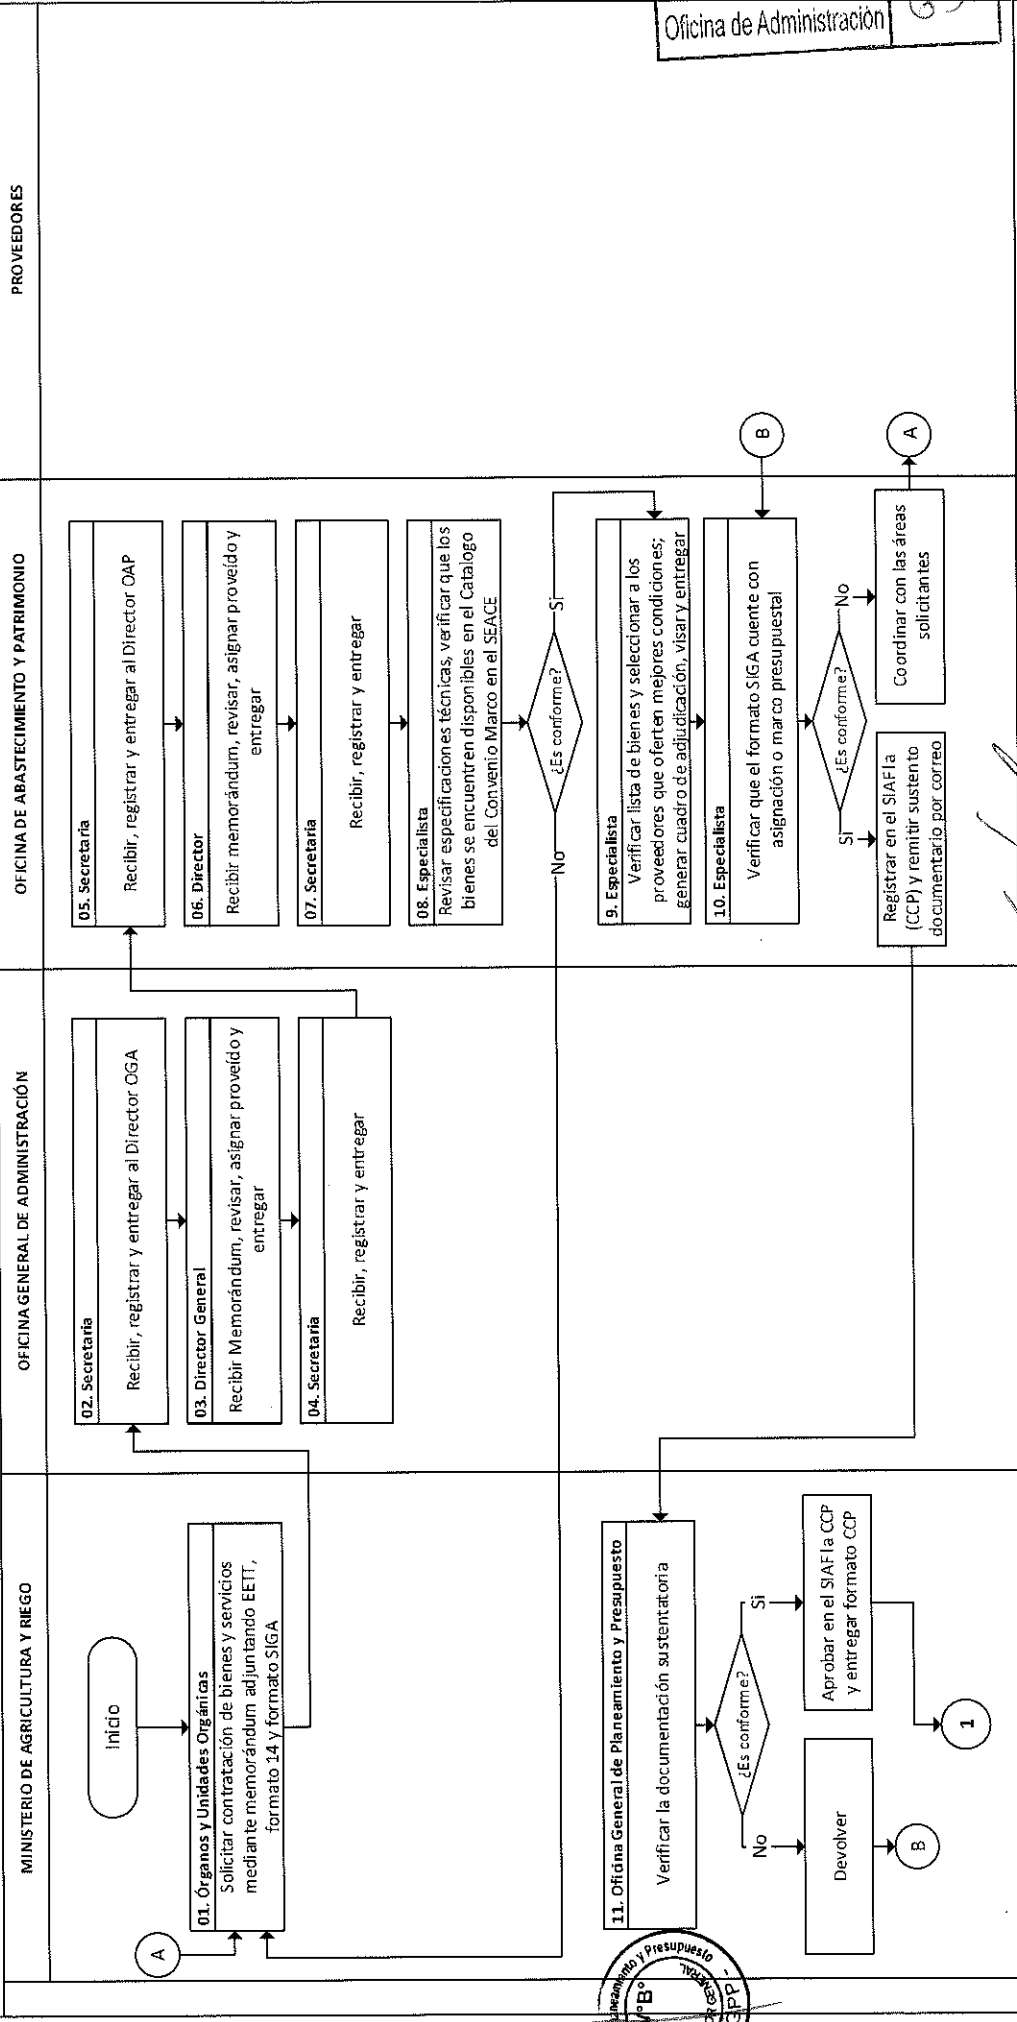 MINISTERIO DE AGRICULTURA Y RIEGO
OFICINA GENERAL DE ADMINISTRACIÓN
OFICINA DE ABASTECIMIENTO Y PATRIMONIO
PROVEEDORES
Inicio
A
01. Órganos y Unidades Orgánicas
Solicitar contratación de bienes y servicios
mediante memorándum adjuntando EETT,
formato 14 y formato SIGA
02. Secretaria
Recibir, registrar y entregar al Director OGA
03. Director General
Recibir Memorándum, revisar, asignar proveído y
entregar
04. Secretaria
Recibir, registrar y entregar
05. Secretaria
Recibir, registrar y entregar al Director OAP
06. Director
Recibir memorándum, revisar, asignar proveído y
entregar
07. Secretaria
Recibir, registrar y entregar
08. Especialista
Revisar especificaciones técnicas, verificar que los
bienes se encuentren disponibles en el Catalogo
del Convenio Marco en el SEACE
¿Es conforme?
No
Si
9. Especialista
Verificar lista de bienes y seleccionar a los
proveedores que oferten mejores condiciones;
generar cuadro de adjudicación, visar y entregar
10. Especialista
Verificar que el formato SIGA cuente con
asignación o marco presupuestal
B
¿Es conforme?
Si
No
Registrar en el SIAF la
(CCP) y remitir sustento
documentario por correo
Coordinar con las áreas
solicitantes
A
11. Oficina General de Planeamiento y Presupuesto
Verificar la documentación sustentatoria
¿Es conforme?
No
Si
Devolver
B
Aprobar en el SIAF la CCP
y entregar formato CCP
1
Oficina de Administración
y Presupuesto
V°B°
GENERAL